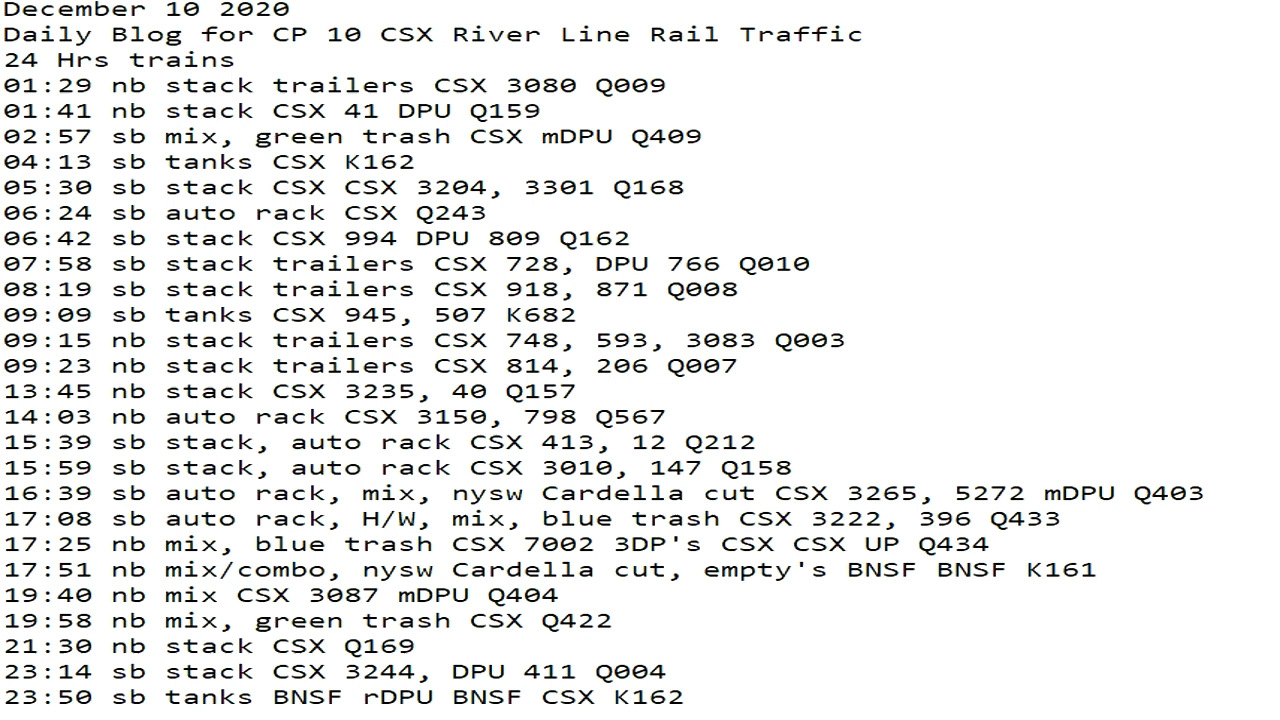 December 10 2020
Daily Blog for CP 10 CSX River Line Rail Traffic
24 Hrs trains
01:29 nb stack trailers CSX 3080 Q009
01:41 nb stack CSX 41 DPU Q159
02:57 sb mix, green trash CSX mDPU Q409
04:13 sb tanks CSX K162
05:30 sb stack CSX CSX 3204, 3301 Q168
06:24 sb auto rack CSX Q243
06:42 sb stack CSX 994 DPU 809 Q162
07:58 sb stack trailers CSX 728, DPU 766 Q010
08:19 sb stack trailers CSX 918, 871 Q008
09:09 sb tanks CSX 945, 507 K682
09:15 nb stack trailers CSX 748, 593, 3083 Q003
09:23 nb stack trailers CSX 814, 206 Q007
13:45 nb stack CSX 3235, 40 Q157
14:03 nb auto rack CSX 3150, 798 Q567
15:39 sb stack, auto rack CSX 413, 12 Q212
15:59 sb stack, auto rack CSX 3010, 147 Q158
16:39 sb auto rack, mix, nysw Cardella cut CSX 3265, 5272 mDPU Q403
17:08 sb auto rack, H/W, mix, blue trash CSX 3222, 396 Q433
17:25 nb mix, blue trash CSX 7002 3DP's CSX CSX UP Q434
17:51 nb mix/combo, nysw Cardella cut, empty's BNSF BNSF K161
19:40 nb mix CSX 3087 mDPU Q404
19:58 nb mix, green trash CSX Q422
21:30 nb stack CSX Q169
23:14 sb stack CSX 3244, DPU 411 Q004
23:50 sb tanks BNSF rDPU BNSF CSX K162